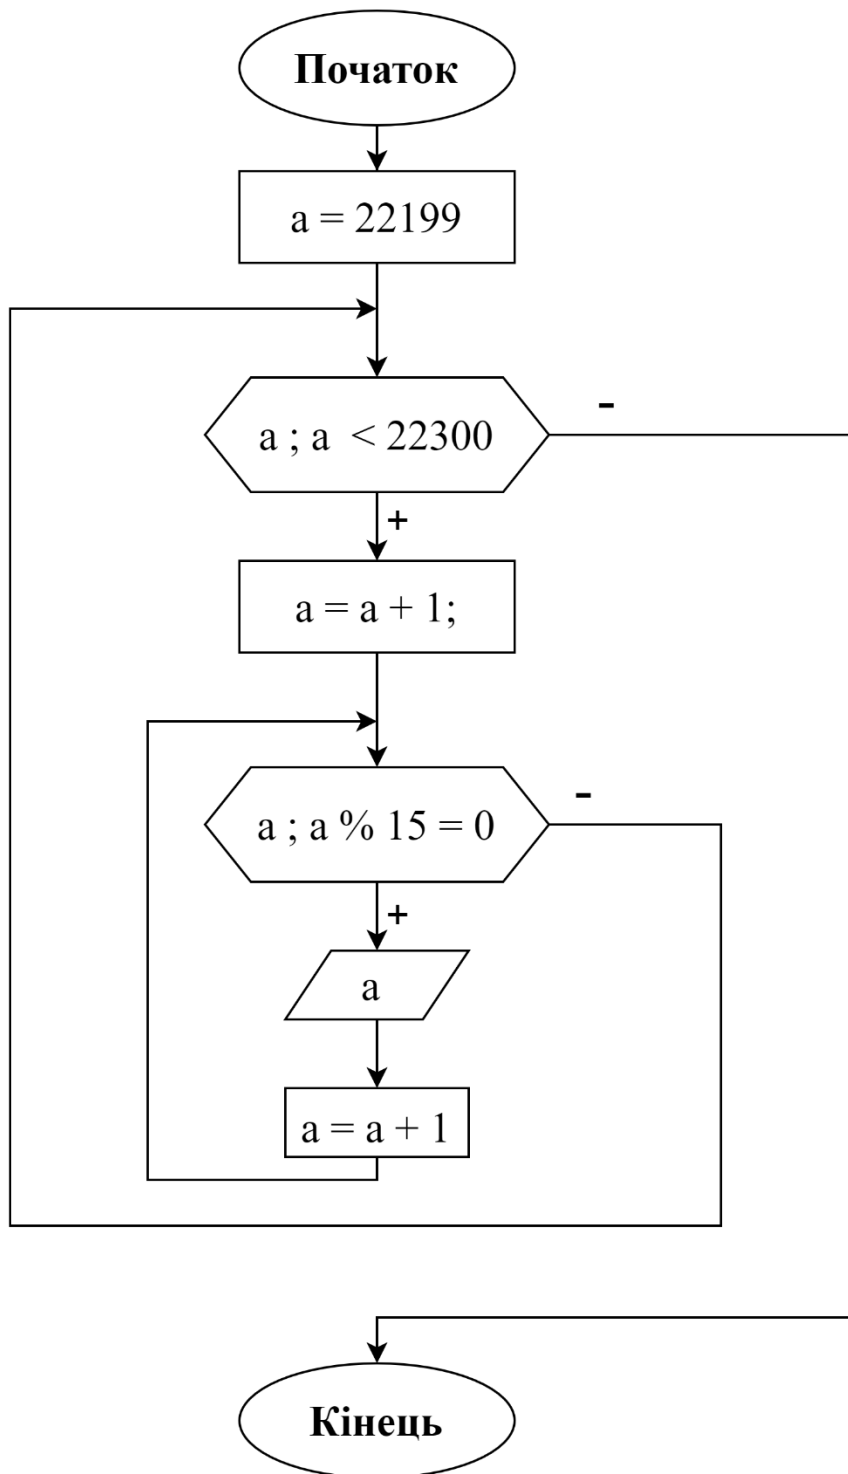 Початок
a = 22199
a ; a < 22300
-
+
a = a + 1;
a ; a % 15 = 0
-
+
a
a = a + 1
Кінець